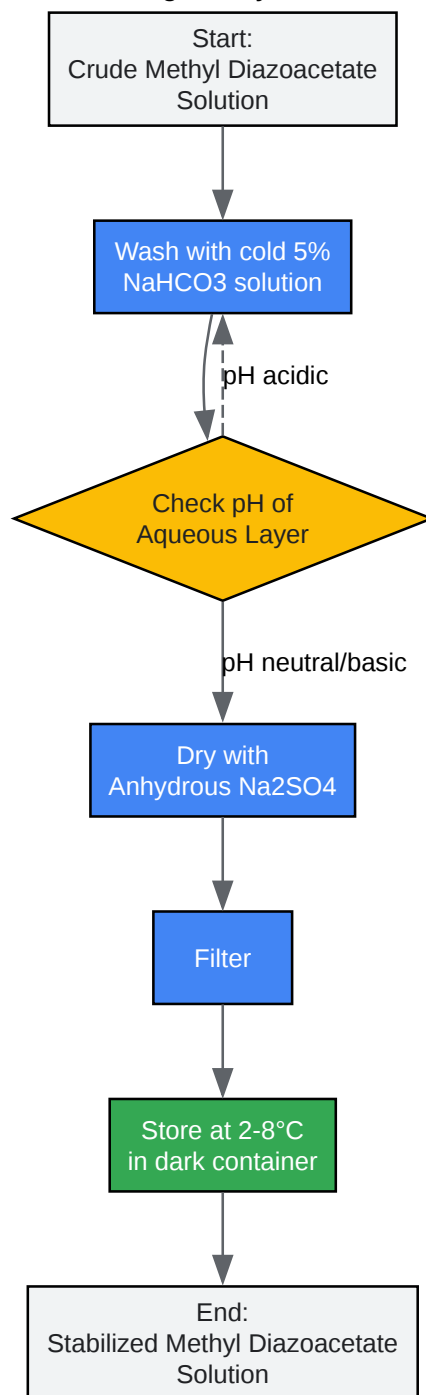 Start:
Crude Methyl Diazoacetate
Solution
Wash with cold 5%
NaHCO3 solution
pH acidic
Check pH of
Aqueous Layer
pH neutral/basic
Dry with
Anhydrous Na2SO4
Filter
Store at 2-8°C
in dark container
End:
Stabilized Methyl Diazoacetate
Solution